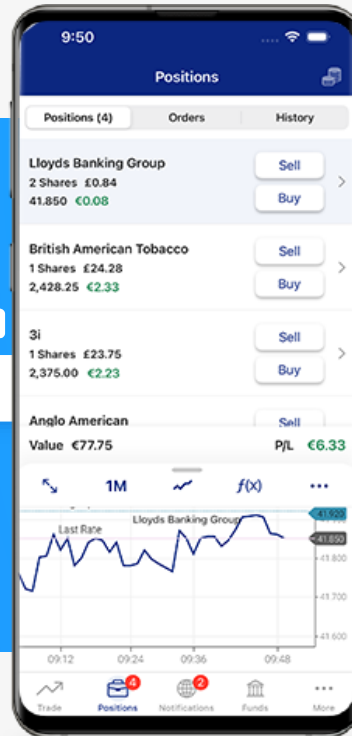 9:50
Positions
Positions (4) Orders History
Lloyds Banking Group
Sell
2 Shares £0.84
41.850 €0.08
Buy
British American Tobacco
Sell
1 Shares £24.28
2,428.25 €2.33
Buy
3i
Sell
1 Shares £23.75
2,375.00 €2.23
Buy
Anglo American
Sell
Value €77.75 P/L €6.33
1M f(x)
41.920
Lloyds Banking Group
Last Rate
41.850
41.800
41.700
41.600
09:12 09:24 09:36 09:48
4 2
Trade Positions Notifications Funds More